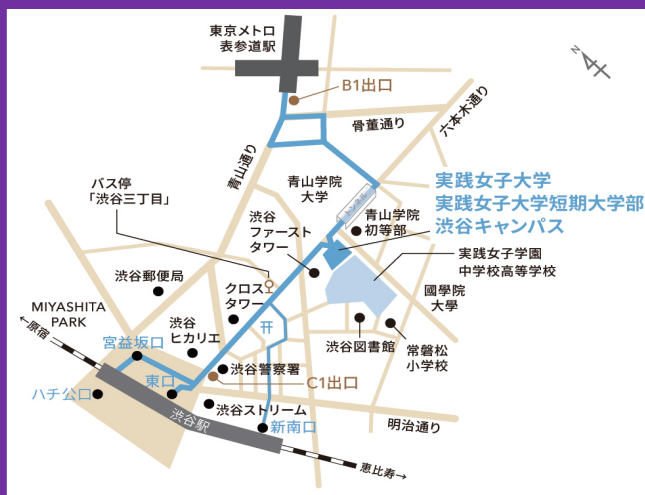 東京メトロ
表参道駅
N
B1出口
骨董通り
六本木通り
青山通り
バス停
「渋谷三丁目」
青山学院
大学
トンネル
実践女子大学
実践女子大学短期大学部
渋谷キャンパス
渋谷
ファースト
タワー
青山学院
初等部
実践女子学園
中学校高等学校
渋谷郵便局
クロス
タワー
國學院
大學
MIYASHITA
PARK
←原宿
宮益坂口
渋谷
ヒカリエ
渋谷図書館
常磐松
小学校
渋谷警察署
C1出口
ハチ公口
東口
渋谷ストリーム
渋谷駅
新南口
明治通り
恵比寿→